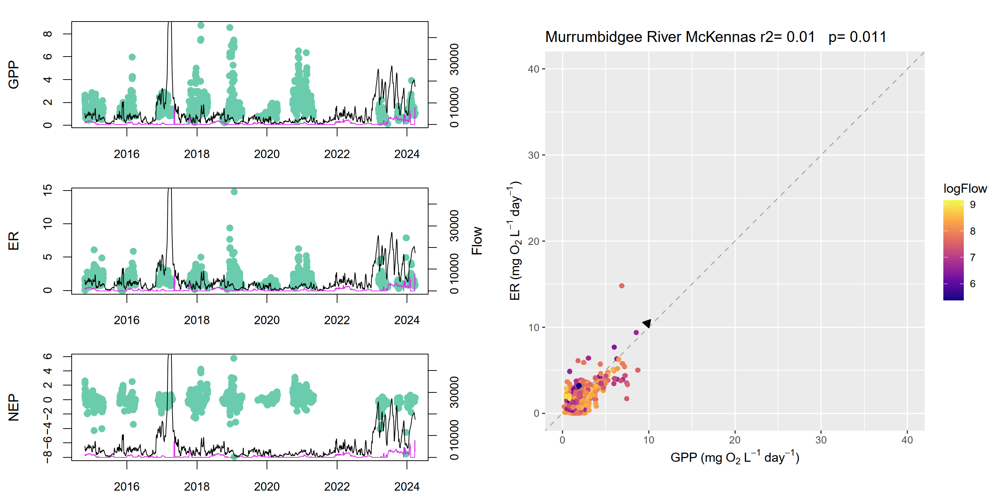 GPP
8
6
4
2
0
30000
0 10000
2016 2018 2020 2022 2024
ER
15
10
5
0
30000
0 10000
Flow
2016 2018 2020 2022 2024
NEP
6
4
2
0
−2
−4
−6
−8
30000
0 10000
2016 2018 2020 2022 2024
Murrumbidgee River McKennas r2= 0.01 p= 0.011
ER (mg O₂ L⁻¹ day⁻¹)
40
30
20
10
0
0 10 20 30 40
GPP (mg O₂ L⁻¹ day⁻¹)
logFlow
9
8
7
6